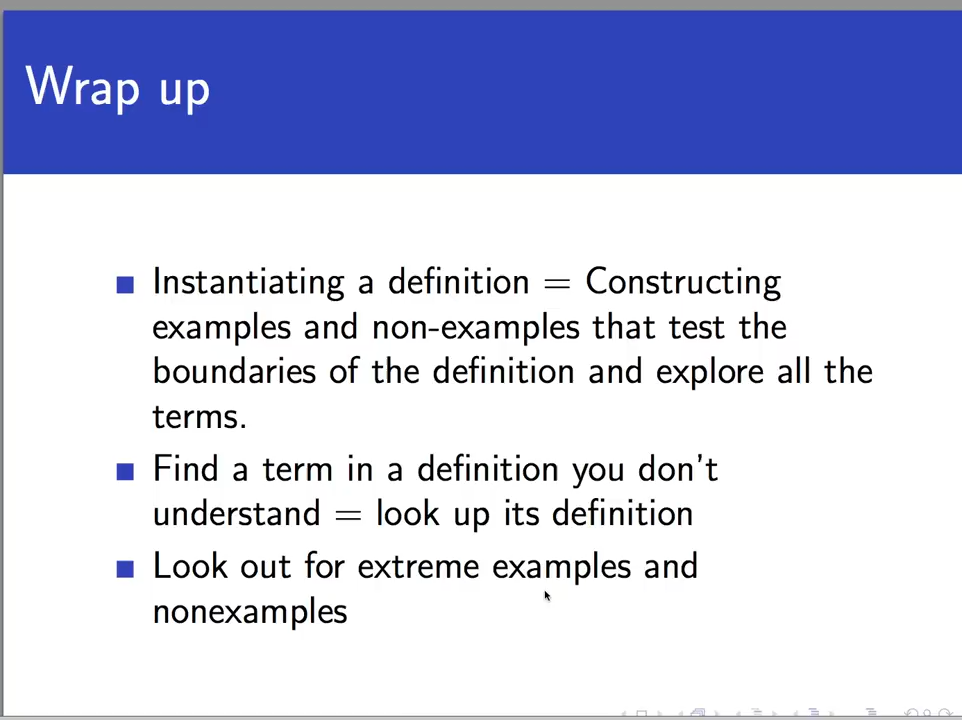 Wrap up
Instantiating a definition = Constructing
examples and non-examples that test the
boundaries of the definition and explore all the
terms.
Find a term in a definition you don't
understand = look up its definition
Look out for extreme examples and
nonexamples